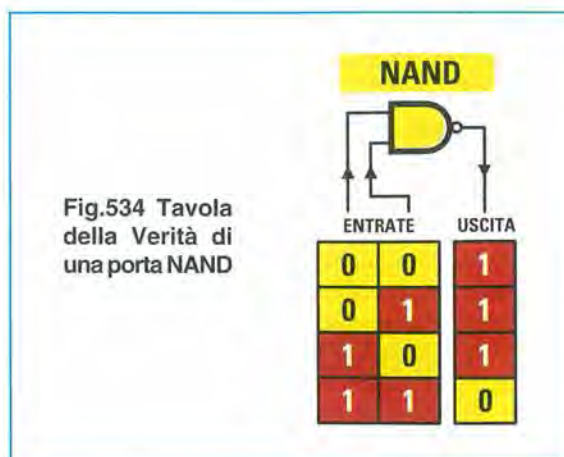 NAND
Fig.534 Tavola
della Verità di
una porta NAND
ENTRATE USCITA
0 0 1
0 1 1
1 0 1
1 1 0